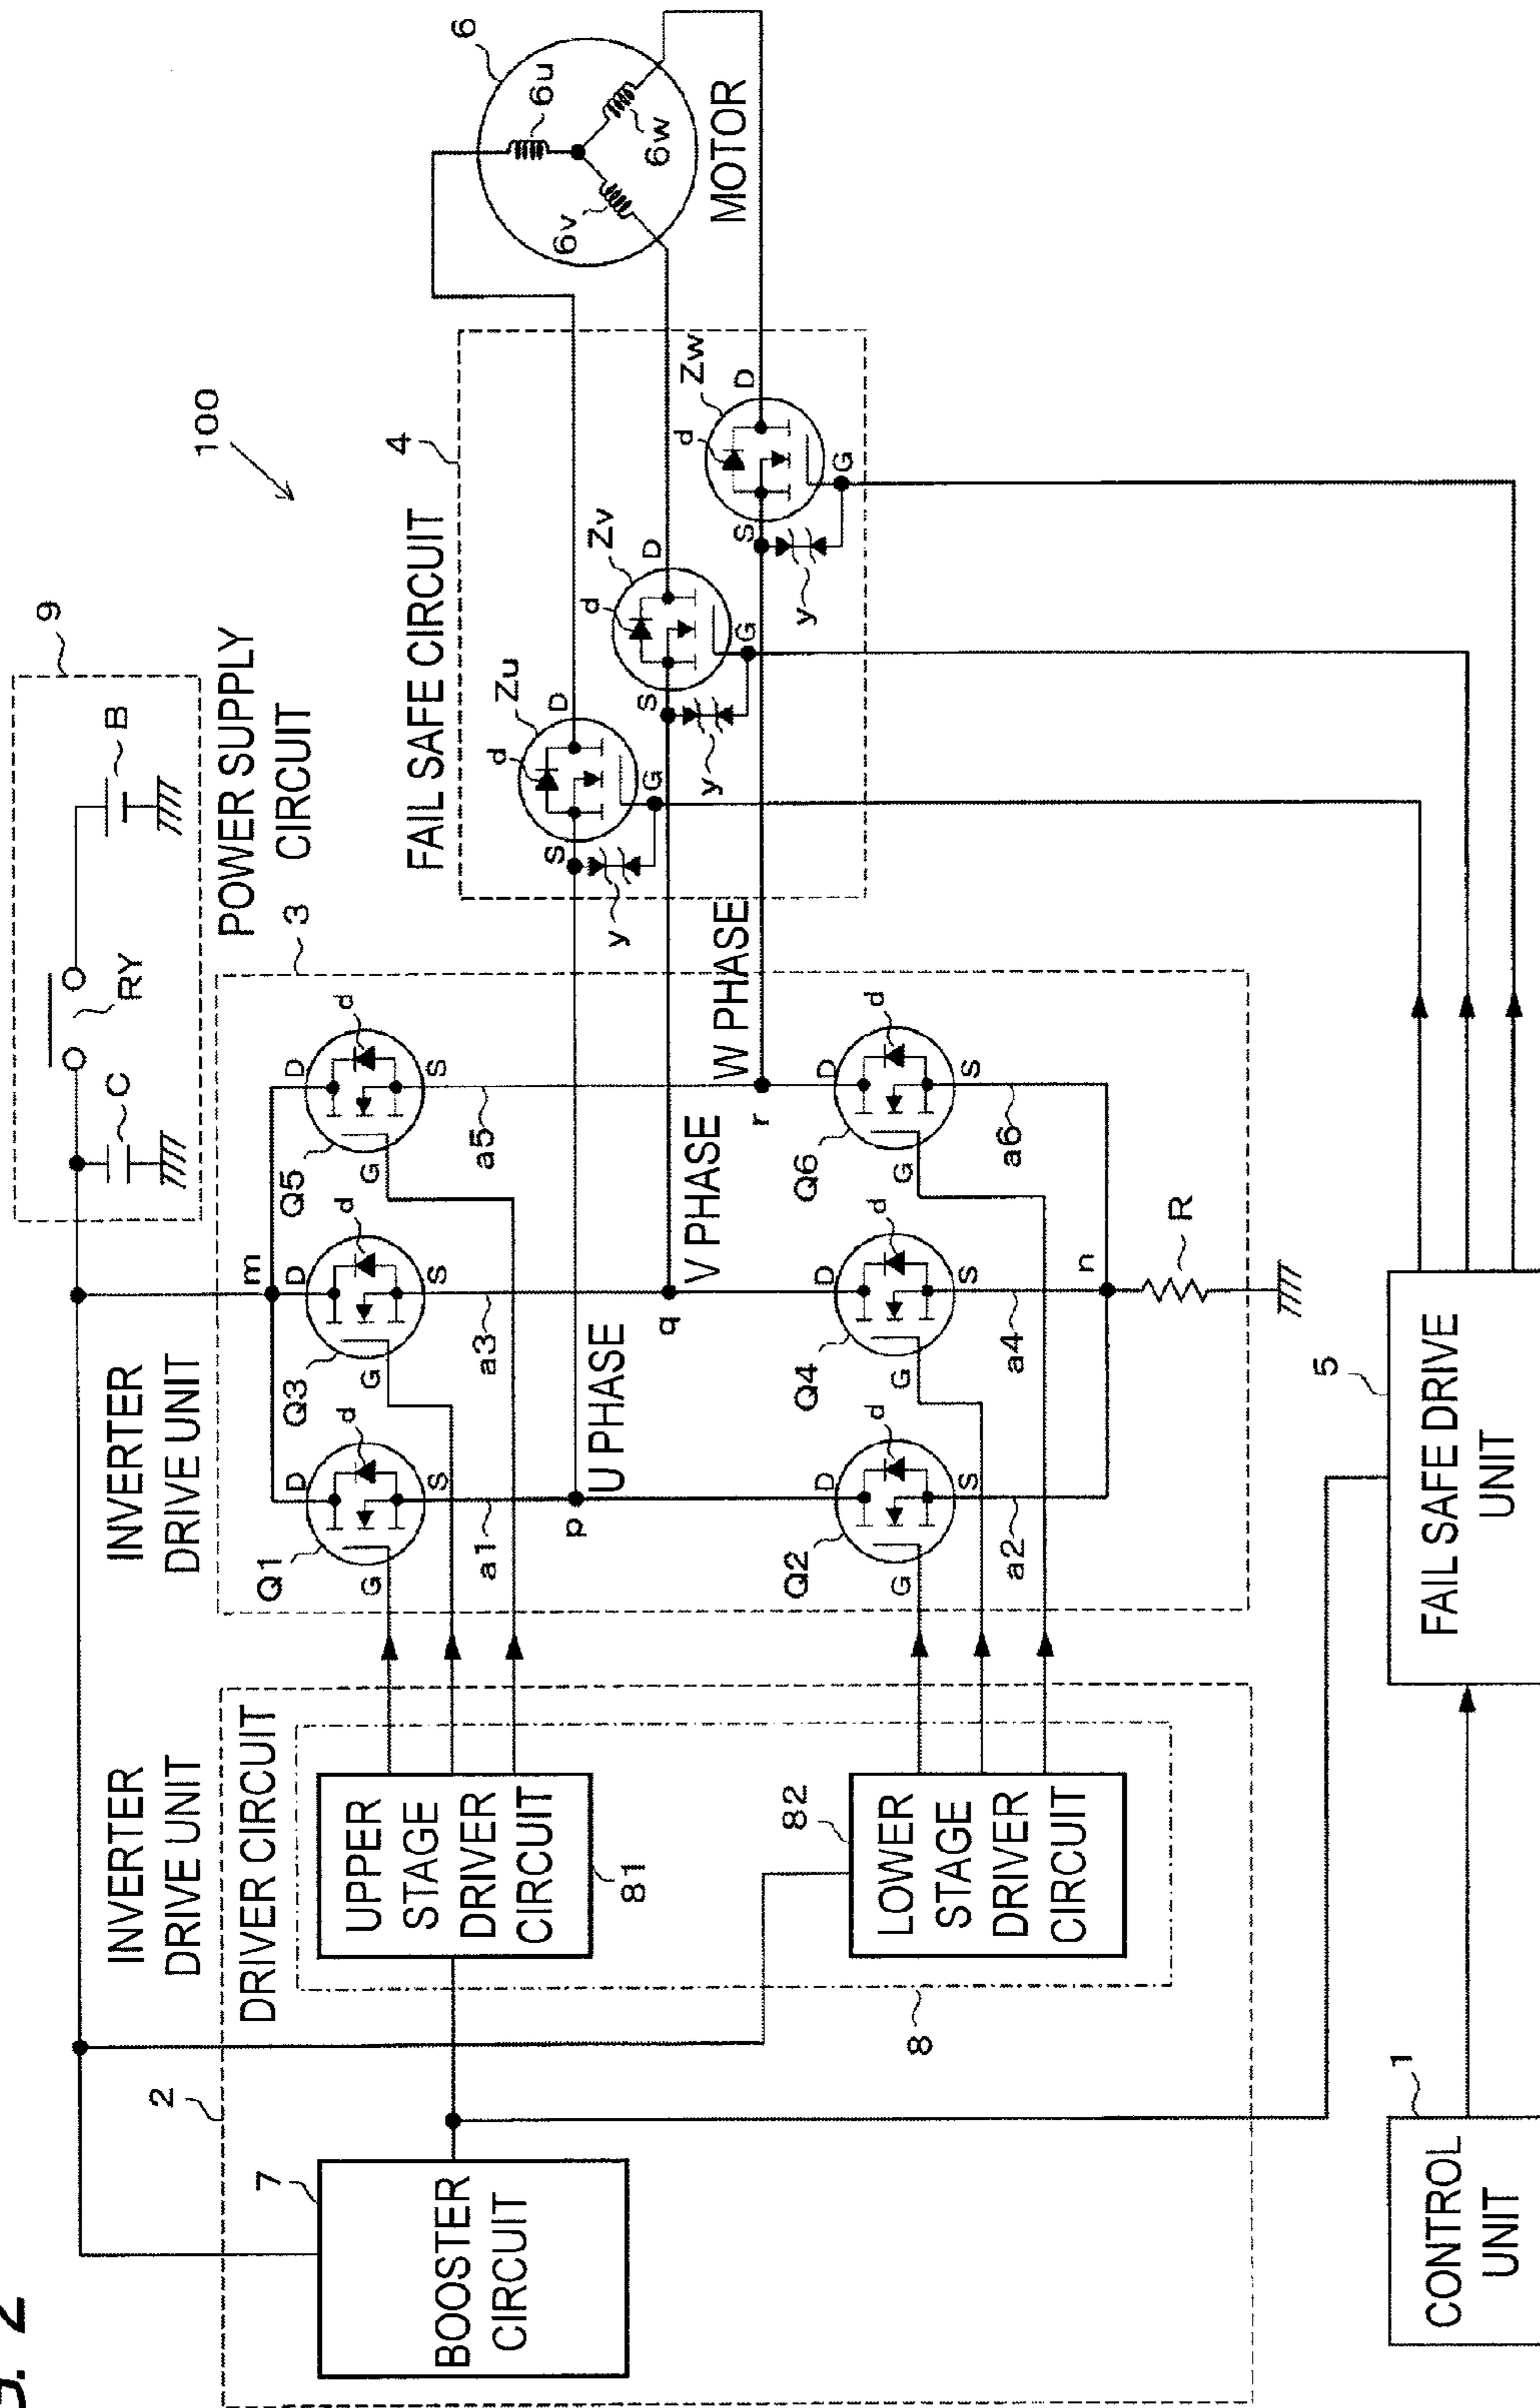 G. 2
100
9
C
RY
B
POWER SUPPLY
CIRCUIT
INVERTER
DRIVE UNIT
INVERTER
DRIVE UNIT
2
7
BOOSTER
CIRCUIT
DRIVER CIRCUIT
UPPER
STAGE
DRIVER
CIRCUIT
81
LOWER
STAGE
DRIVER
CIRCUIT
82
8
3
m
Q1
D
d
G
S
a1
Q3
D
d
G
S
a3
Q5
D
d
G
S
a5
p
U PHASE
q
V PHASE
r
W PHASE
Q2
D
d
G
S
a2
Q4
D
d
G
S
a4
Q6
D
d
G
S
a6
n
R
FAIL SAFE CIRCUIT
4
Zu
d
S
D
G
y
Zv
d
S
D
G
y
Zw
d
S
D
G
y
6
6u
6v
6w
MOTOR
1
CONTROL
UNIT
5
FAIL SAFE DRIVE
UNIT